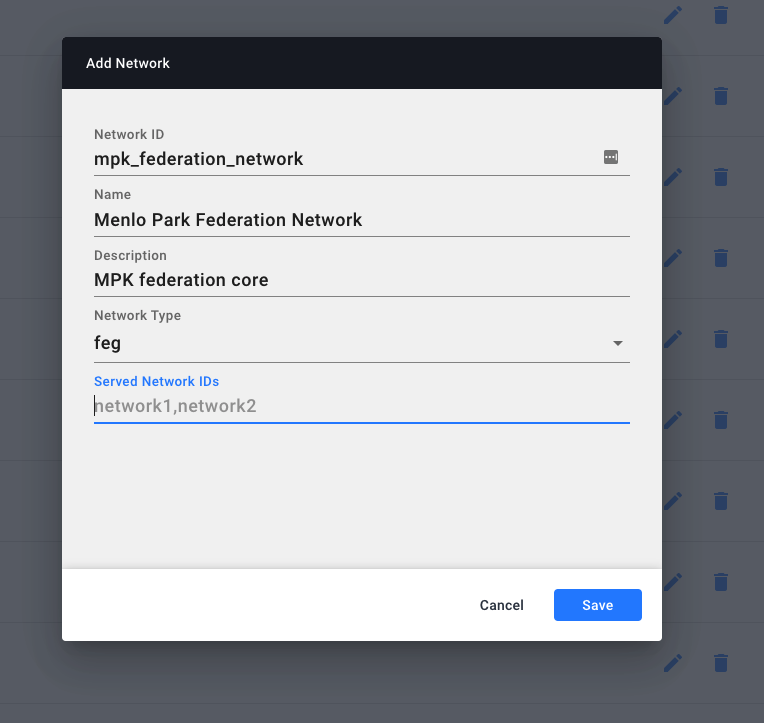 Add Network
Network ID
mpk_federation_network
Name
Menlo Park Federation Network
Description
MPK federation core
Network Type
feg
Served Network IDs
network1,network2
Cancel Save